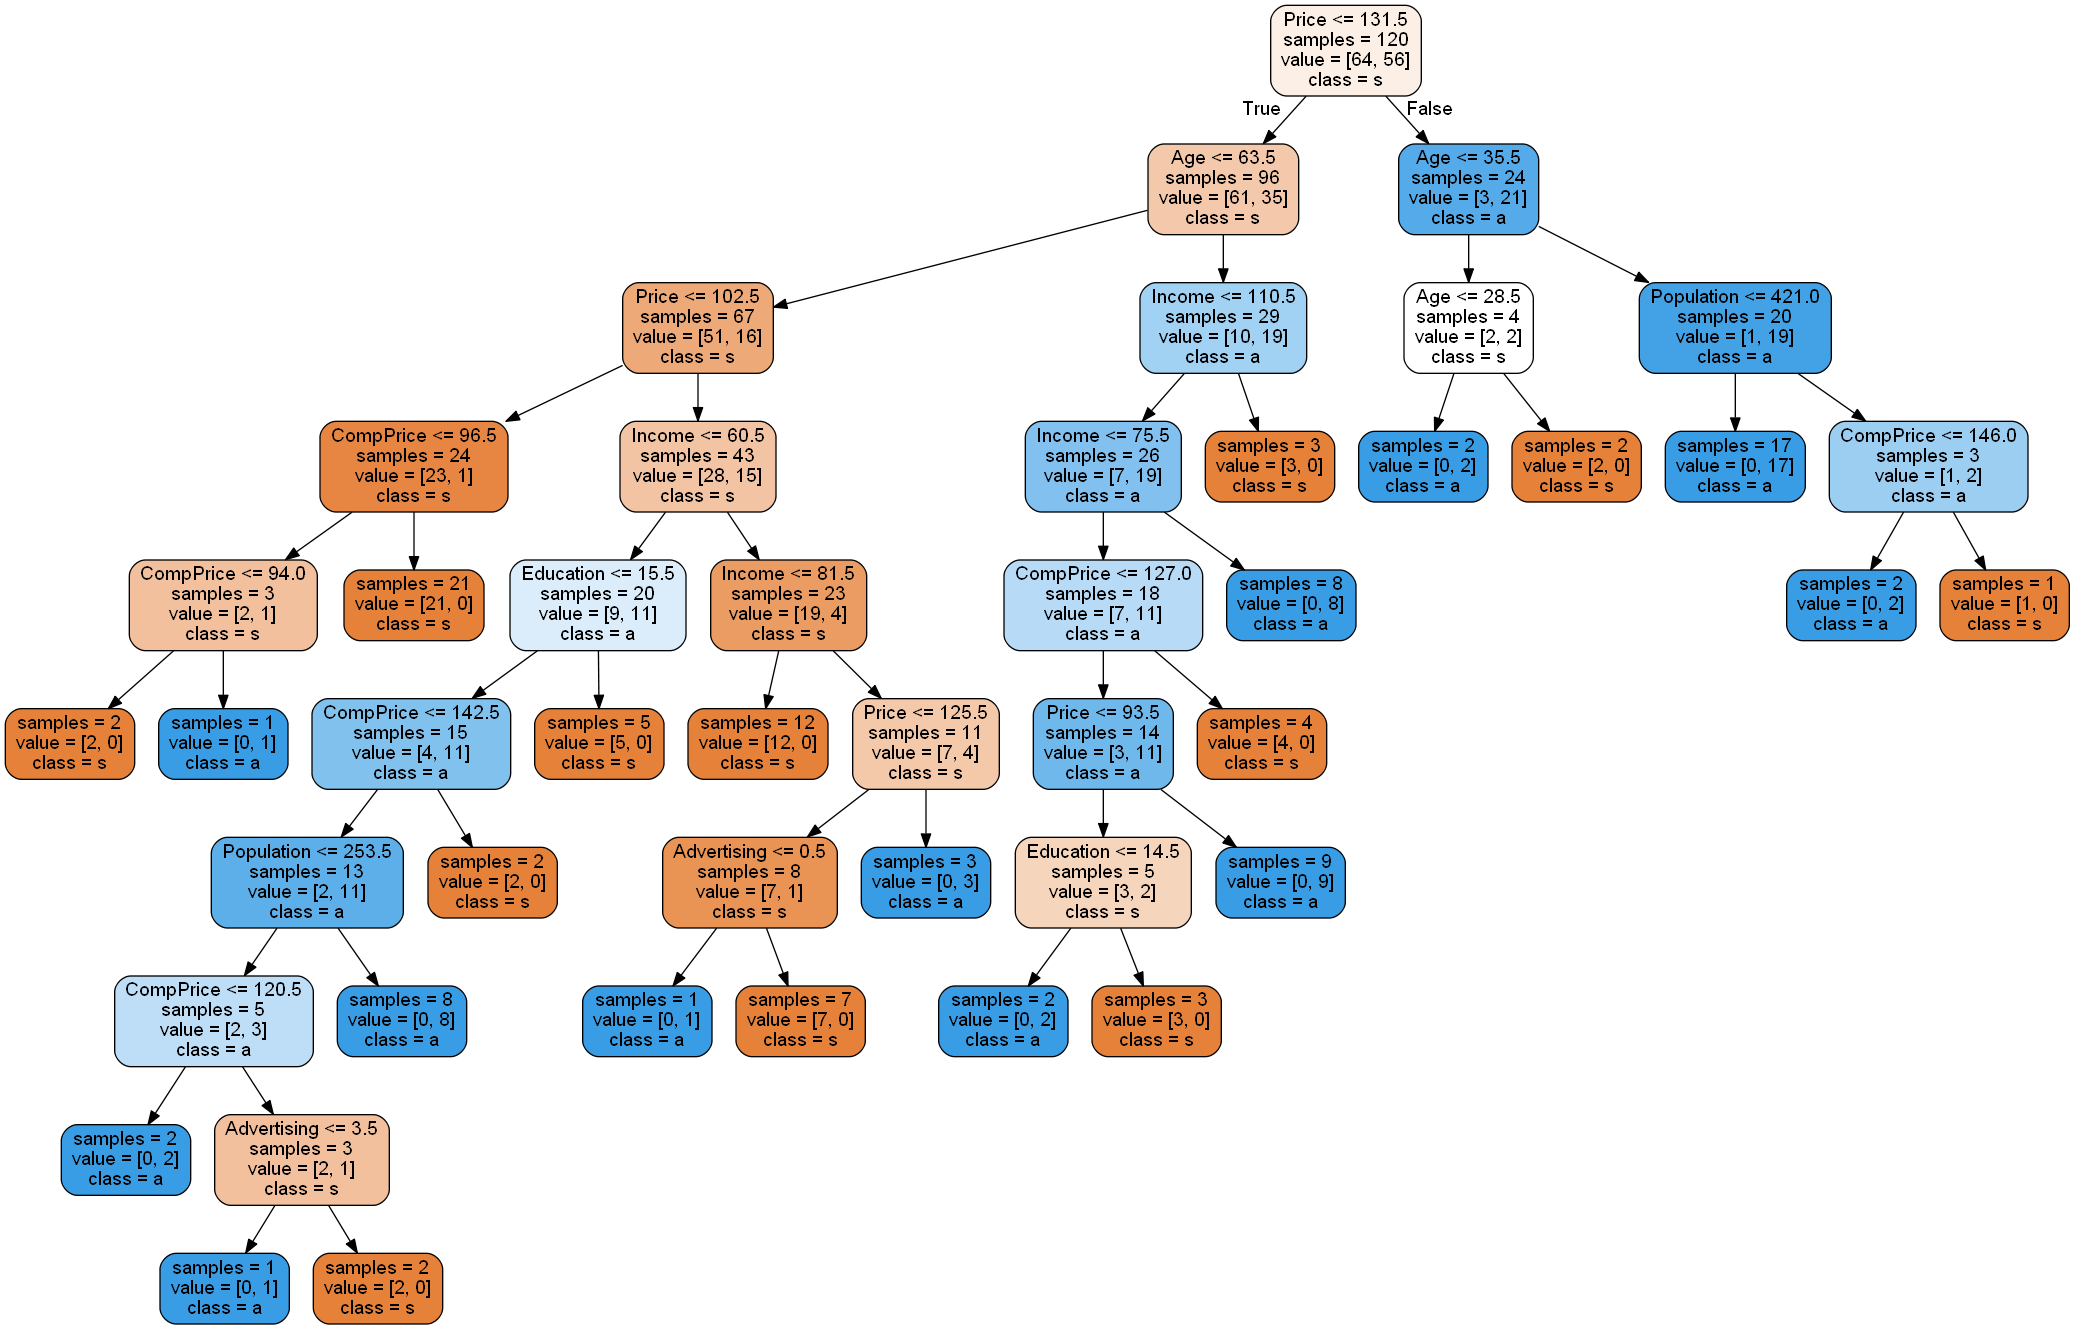 Price <= 131.5
samples = 120
value = [64, 56]
class = s
True
False
Age <= 63.5
samples = 96
value = [61, 35]
class = s
Age <= 35.5
samples = 24
value = [3, 21]
class = a
Price <= 102.5
samples = 67
value = [51, 16]
class = s
Income <= 110.5
samples = 29
value = [10, 19]
class = a
Age <= 28.5
samples = 4
value = [2, 2]
class = s
Population <= 421.0
samples = 20
value = [1, 19]
class = a
CompPrice <= 96.5
samples = 24
value = [23, 1]
class = s
Income <= 60.5
samples = 43
value = [28, 15]
class = s
Income <= 75.5
samples = 26
value = [7, 19]
class = a
samples = 3
value = [3, 0]
class = s
samples = 2
value = [0, 2]
class = a
samples = 2
value = [2, 0]
class = s
samples = 17
value = [0, 17]
class = a
CompPrice <= 146.0
samples = 3
value = [1, 2]
class = a
CompPrice <= 94.0
samples = 3
value = [2, 1]
class = s
samples = 21
value = [21, 0]
class = s
Education <= 15.5
samples = 20
value = [9, 11]
class = a
Income <= 81.5
samples = 23
value = [19, 4]
class = s
CompPrice <= 127.0
samples = 18
value = [7, 11]
class = a
samples = 8
value = [0, 8]
class = a
samples = 2
value = [0, 2]
class = a
samples = 1
value = [1, 0]
class = s
samples = 2
value = [2, 0]
class = s
samples = 1
value = [0, 1]
class = a
CompPrice <= 142.5
samples = 15
value = [4, 11]
class = a
samples = 5
value = [5, 0]
class = s
samples = 12
value = [12, 0]
class = s
Price <= 125.5
samples = 11
value = [7, 4]
class = s
Price <= 93.5
samples = 14
value = [3, 11]
class = a
samples = 4
value = [4, 0]
class = s
Population <= 253.5
samples = 13
value = [2, 11]
class = a
samples = 2
value = [2, 0]
class = s
Advertising <= 0.5
samples = 8
value = [7, 1]
class = s
samples = 3
value = [0, 3]
class = a
Education <= 14.5
samples = 5
value = [3, 2]
class = s
samples = 9
value = [0, 9]
class = a
CompPrice <= 120.5
samples = 5
value = [2, 3]
class = a
samples = 8
value = [0, 8]
class = a
samples = 1
value = [0, 1]
class = a
samples = 7
value = [7, 0]
class = s
samples = 2
value = [0, 2]
class = a
samples = 3
value = [3, 0]
class = s
samples = 2
value = [0, 2]
class = a
Advertising <= 3.5
samples = 3
value = [2, 1]
class = s
samples = 1
value = [0, 1]
class = a
samples = 2
value = [2, 0]
class = s